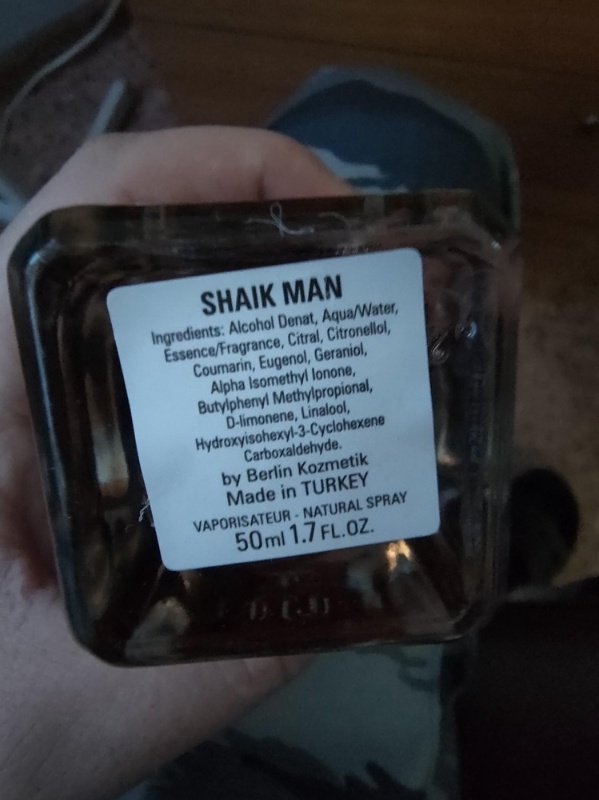 SHAIK MAN
Ingredients: Alcohol Denat, Aqua/Water,
Essence/Fragrance, Citral, Citronellol,
Coumarin, Eugenol, Geraniol,
Alpha Isomethyl Ionone,
Butylphenyl Methylpropional,
D-limonene, Linalool,
Hydroxyisohexyl-3-Cyclohexene
Carboxaldehyde.
by Berlin Kozmetik
Made in TURKEY
VAPORISATEUR - NATURAL SPRAY
50ml 1.7 FL.OZ.